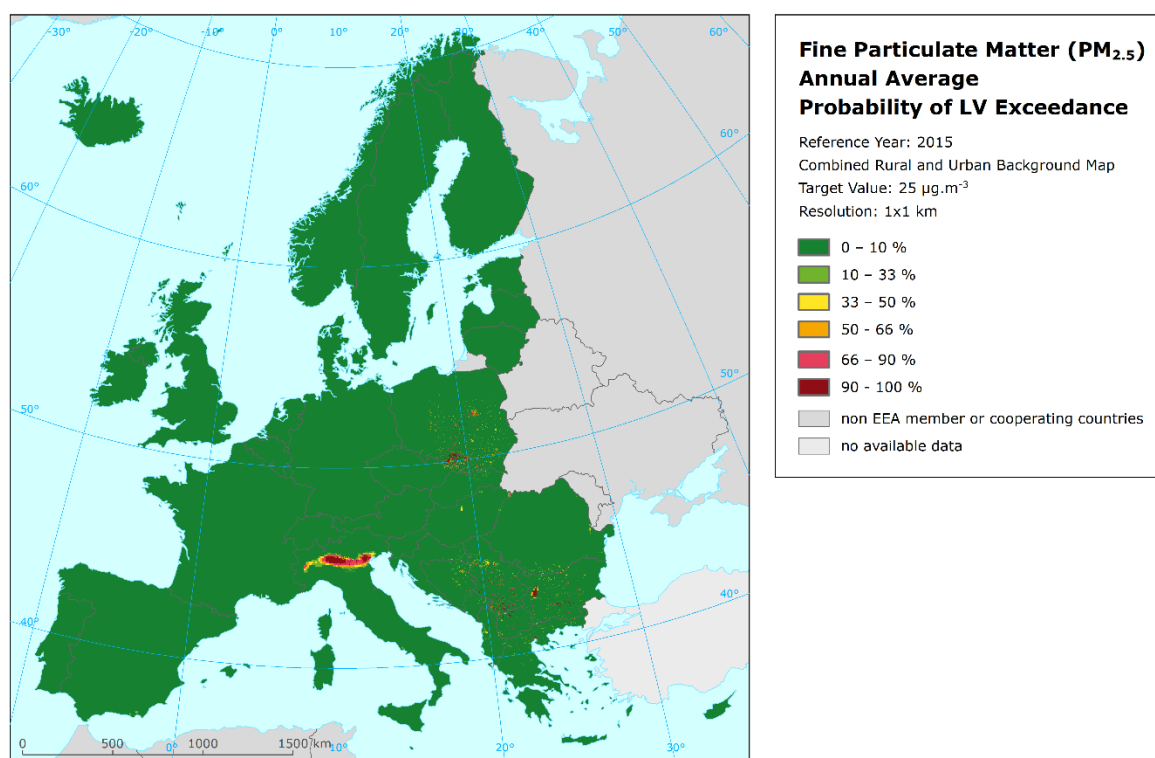 -30° -20° -10° 0° 10° 20° 30° 40° 50° 60°
60°
60°
50°
50°
40°
40°
0 500 1000 1500 km
0° 10° 20° 30°
Fine Particulate Matter (PM2.5)
Annual Average
Probability of LV Exceedance
Reference Year: 2015
Combined Rural and Urban Background Map
Target Value: 25 µg.m-3
Resolution: 1x1 km
0 – 10 %
10 – 33 %
33 – 50 %
50 - 66 %
66 – 90 %
90 - 100 %
non EEA member or cooperating countries
no available data